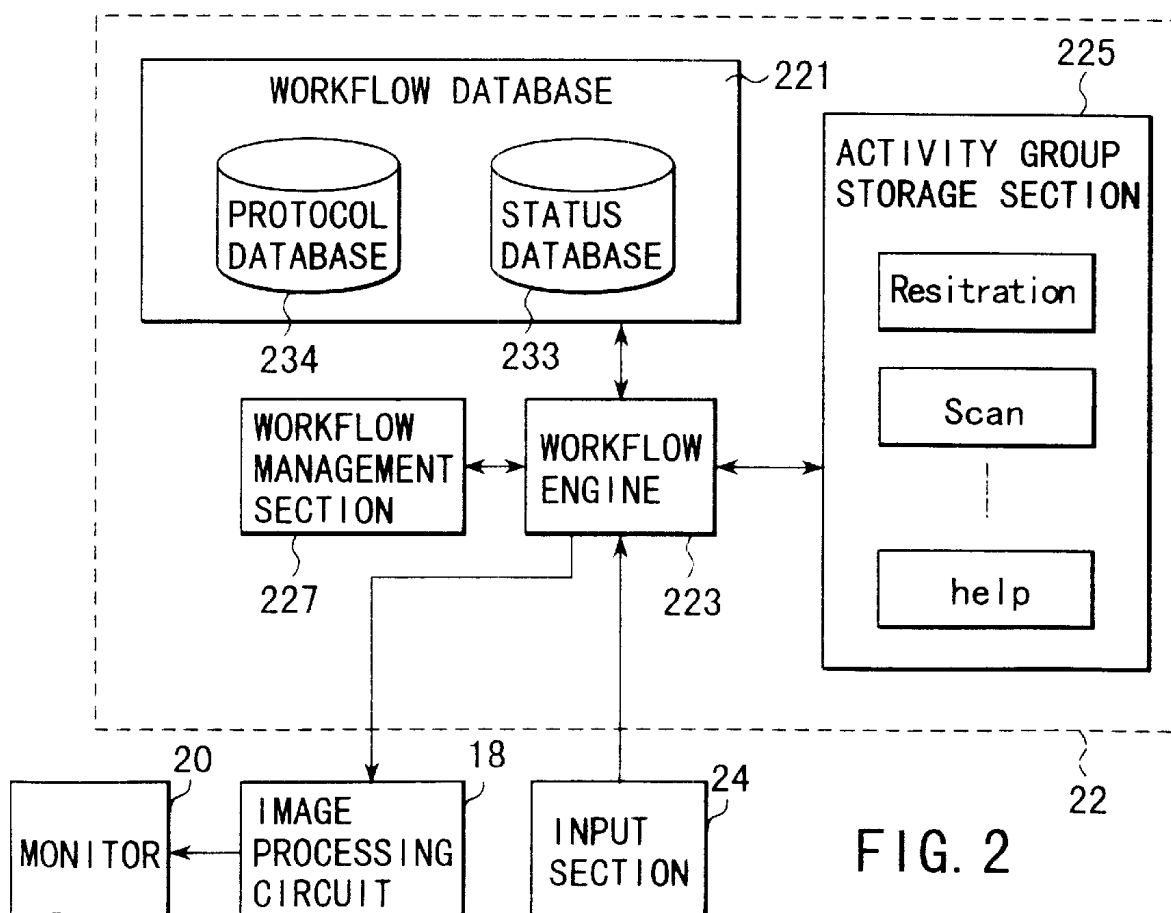 WORKFLOW DATABASE
221
PROTOCOL
DATABASE
234
STATUS
DATABASE
233
225
ACTIVITY GROUP
STORAGE SECTION
Resitration
Scan
help
WORKFLOW
MANAGEMENT
SECTION
227
WORKFLOW
ENGINE
223
22
20
MONITOR
18
IMAGE
PROCESSING
CIRCUIT
24
INPUT
SECTION
FIG. 2